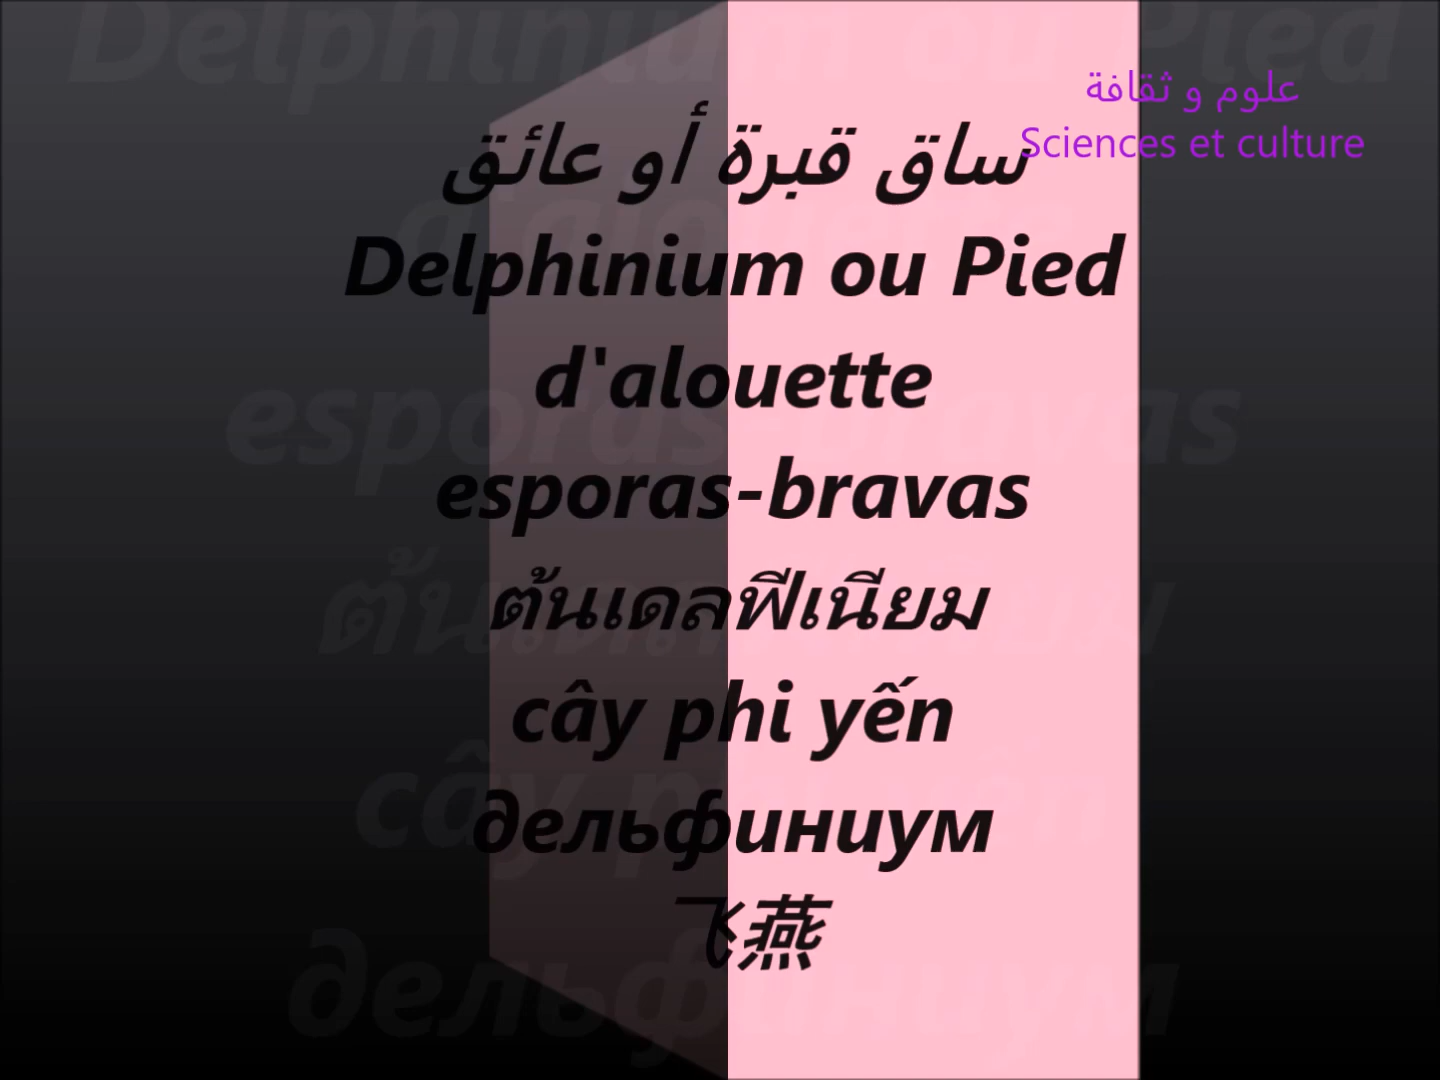 علوم و ثقافة
Sciences et culture
ساق قبرة أو عائق
Delphinium ou Pied
d'alouette
esporas-bravas
ต้นเดลฟีเนียม
cây phi yến
дельфиниум
飞燕